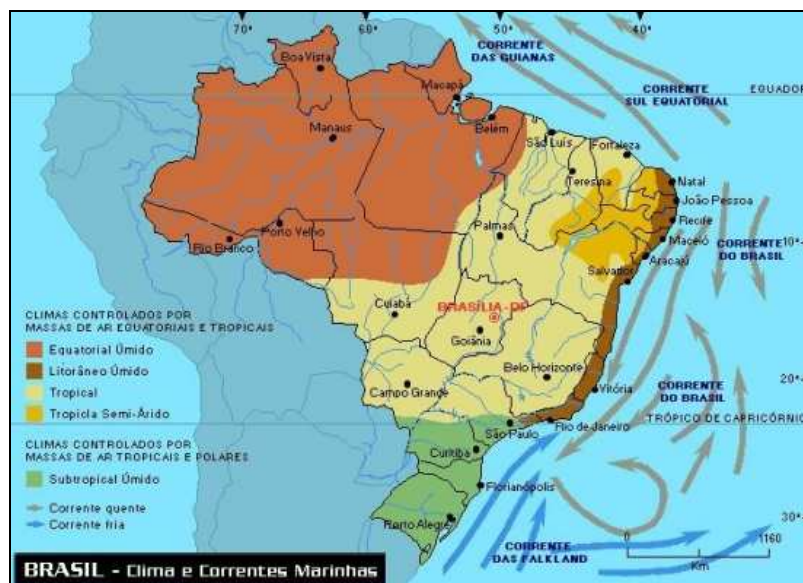 70°
60°
50°
40°
CORRENTE
DAS GUIANAS
Boa Vista
Macapá
EQUADOR
CORRENTE
SUL EQUATORIAL
Belém
Manaus
São Luís
Fortaleza
Teresina
Natal
João Pessoa
Recife
Porto Velho
Palmas
Maceió
10°
Rio Branco
Aracajú
CORRENTE
DO BRASIL
Salvador
Cuiabá
BRASÍLIA-DF
Goiânia
CLIMAS CONTROLADOS POR
MASSAS DE AR EQUATORIAIS E TROPICAIS
Equatorial Úmido
Litorâneo Úmido
Tropical
Tropicla Semi-Árido
Belo Horizonte
20°
Campo Grande
Vitória
CORRENTE
DO BRASIL
TRÓPICO DE CAPRICÓRNIO
São Paulo
Rio de Janeiro
CLIMAS CONTROLADOS POR
MASSAS DE AR TROPICAIS E POLARES
Subtropical Úmido
Corrente quente
Corrente fria
Curitiba
Florianópolis
Porto Alegre
30°
0
1160
Km
CORRENTE
DAS FALKLAND
BRASIL - Clima e Correntes Marinhas